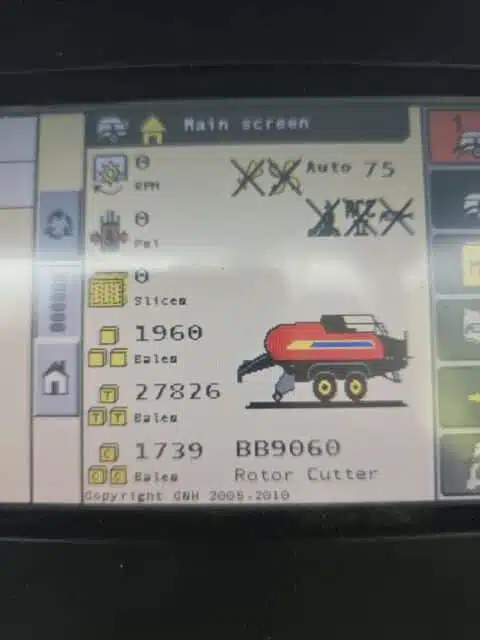 Main screen
0
RPM
Auto 75
0
Psi
0
Slices
1960
Bales
27826
T
T T
Bales
1739
C
C C
Bales
BB9060
Rotor Cutter
Copyright CNH 2005-2010